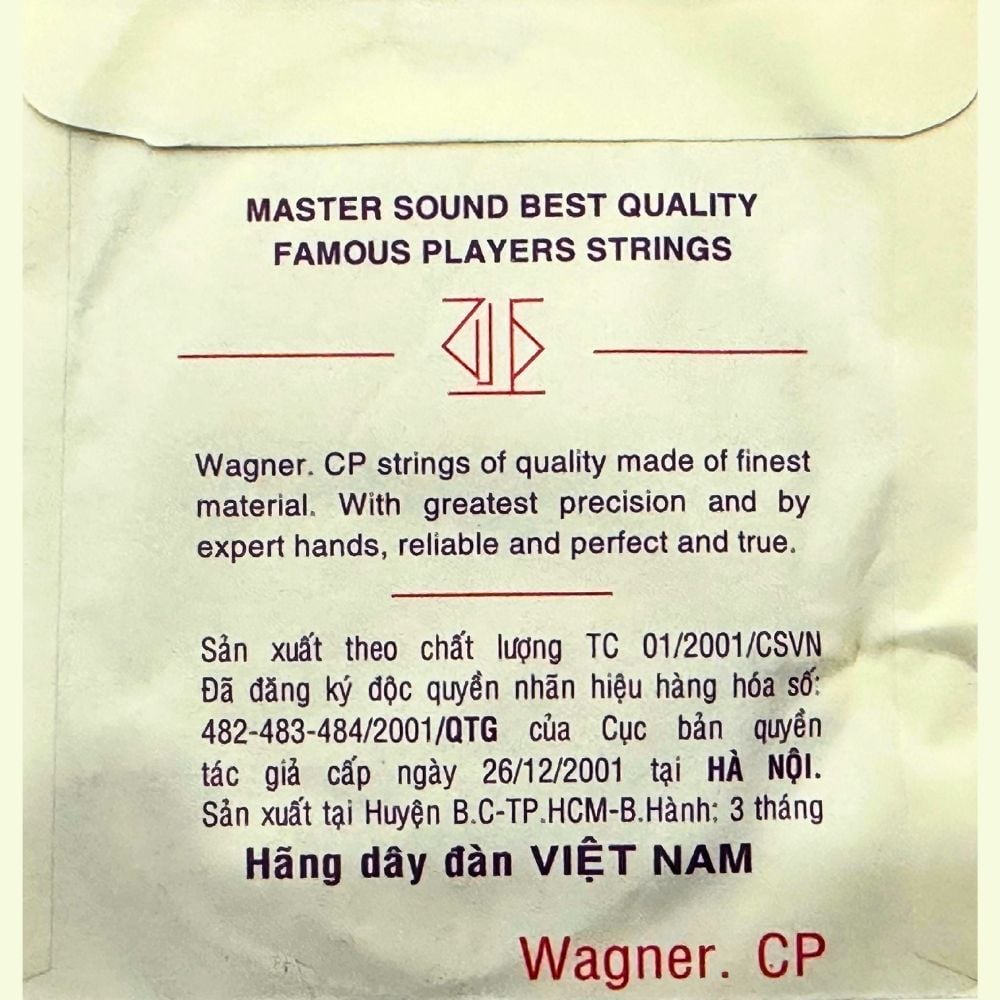 MASTER SOUND BEST QUALITY
FAMOUS PLAYERS STRINGS
Wagner. CP strings of quality made of finest
material. With greatest precision and by
expert hands, reliable and perfect and true.
Sản xuất theo chất lượng TC 01/2001/CSVN
Đã đăng ký độc quyền nhãn hiệu hàng hóa số:
482-483-484/2001/QTG của Cục bản quyền
tác giả cấp ngày 26/12/2001 tại HÀ NỘI.
Sản xuất tại Huyện B.C-TP.HCM-B.Hành: 3 tháng
Hãng dây đàn VIỆT NAM
Wagner. CP